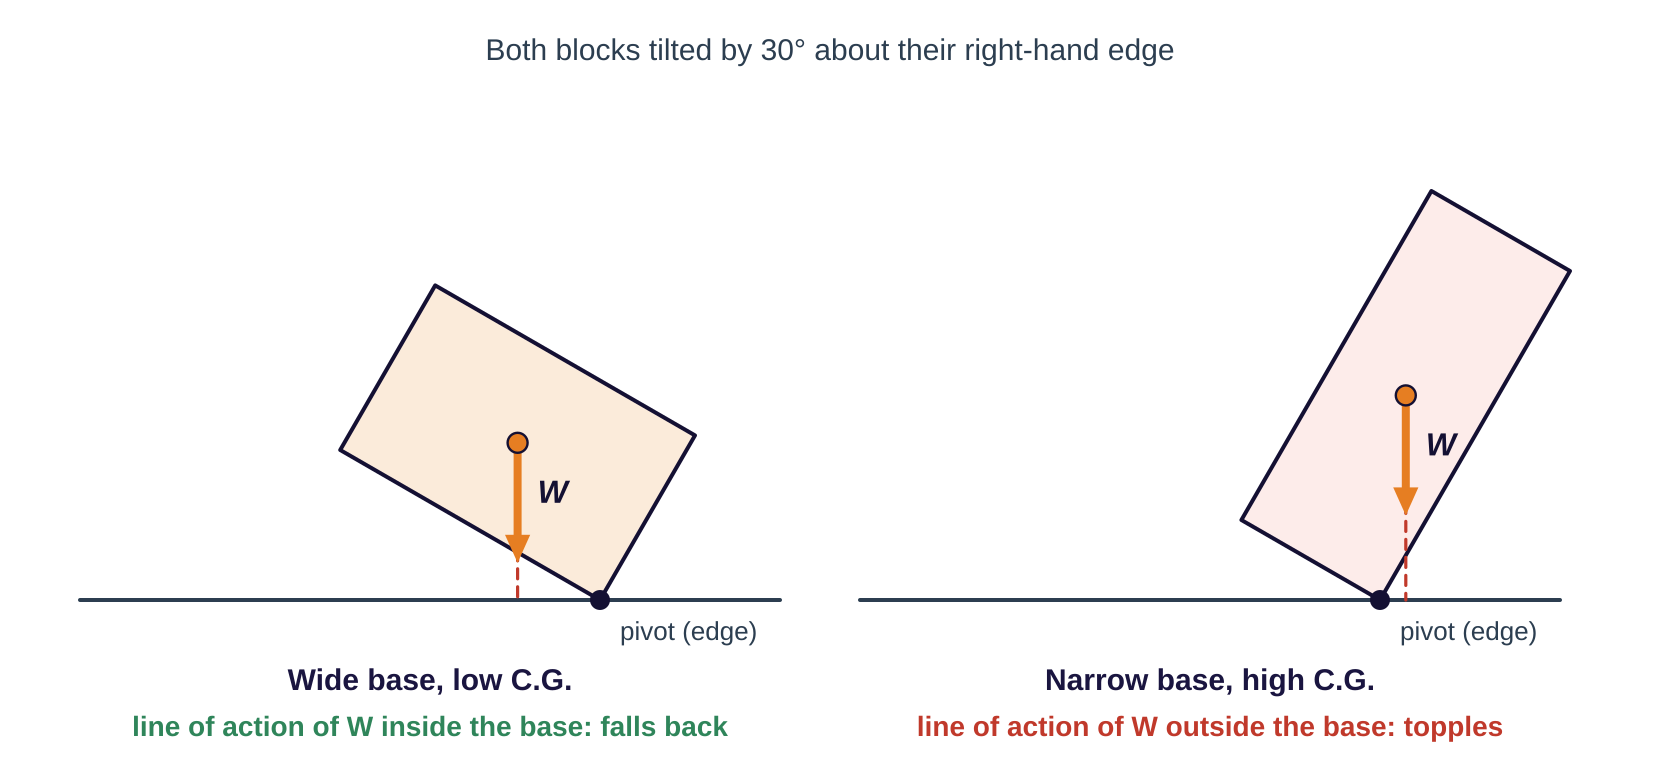 Both blocks tilted by 30° about their right-hand edge
W
W
pivot (edge)
pivot (edge)
Wide base, low C.G.
Narrow base, high C.G.
line of action of W inside the base: falls back
line of action of W outside the base: topples